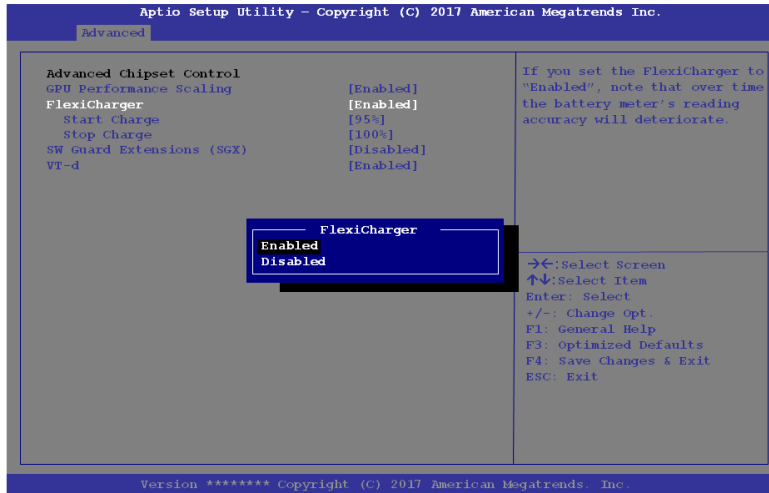 Aptio Setup Utility – Copyright (C) 2017 American Megatrends Inc.
Advanced
Advanced Chipset Control
GPU Performance Scaling [Enabled]
FlexiCharger [Enabled]
Start Charge [95%]
Stop Charge [100%]
SW Guard Extensions (SGX) [Disabled]
VT-d [Enabled]
If you set the FlexiCharger to
"Enabled", note that over time
the battery meter's reading
accuracy will deteriorate.
FlexiCharger
Enabled
Disabled
→←:Select Screen
↑↓:Select Item
Enter: Select
+/-: Change Opt.
F1: General Help
F3: Optimized Defaults
F4: Save Changes & Exit
ESC: Exit
Version ******** Copyright (C) 2017 American Megatrends. Inc.